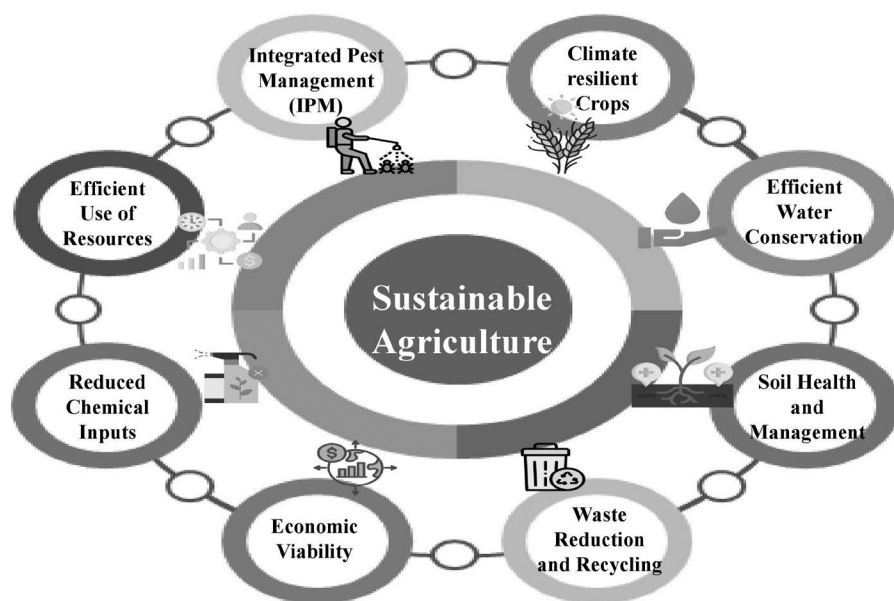 Integrated Pest
Management
(IPM)
Climate
resilient
Crops
Efficient
Use of
Resources
Efficient
Water
Conservation
Sustainable
Agriculture
Reduced
Chemical
Inputs
Soil Health
and
Management
Economic
Viability
Waste
Reduction
and Recycling